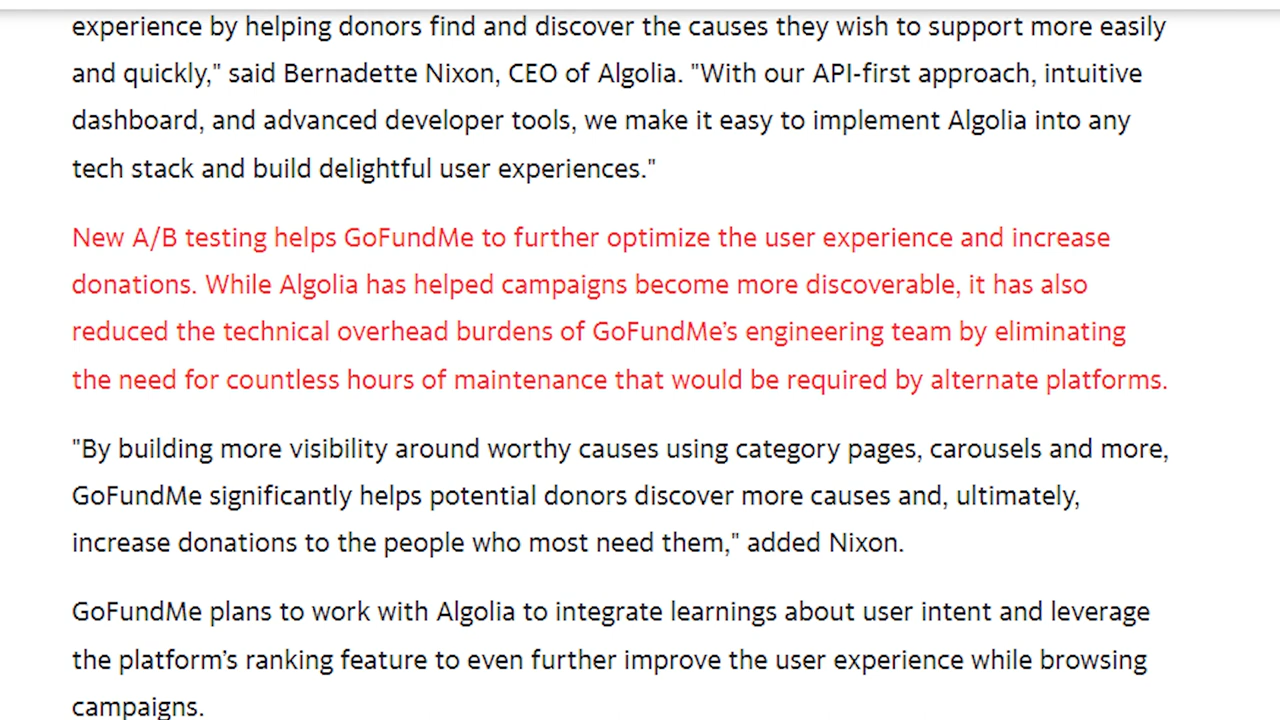 experience by helping donors find and discover the causes they wish to support more easily
and quickly," said Bernadette Nixon, CEO of Algolia. "With our API-first approach, intuitive
dashboard, and advanced developer tools, we make it easy to implement Algolia into any
tech stack and build delightful user experiences."
New A/B testing helps GoFundMe to further optimize the user experience and increase
donations. While Algolia has helped campaigns become more discoverable, it has also
reduced the technical overhead burdens of GoFundMe’s engineering team by eliminating
the need for countless hours of maintenance that would be required by alternate platforms.
"By building more visibility around worthy causes using category pages, carousels and more,
GoFundMe significantly helps potential donors discover more causes and, ultimately,
increase donations to the people who most need them," added Nixon.
GoFundMe plans to work with Algolia to integrate learnings about user intent and leverage
the platform’s ranking feature to even further improve the user experience while browsing
campaigns.